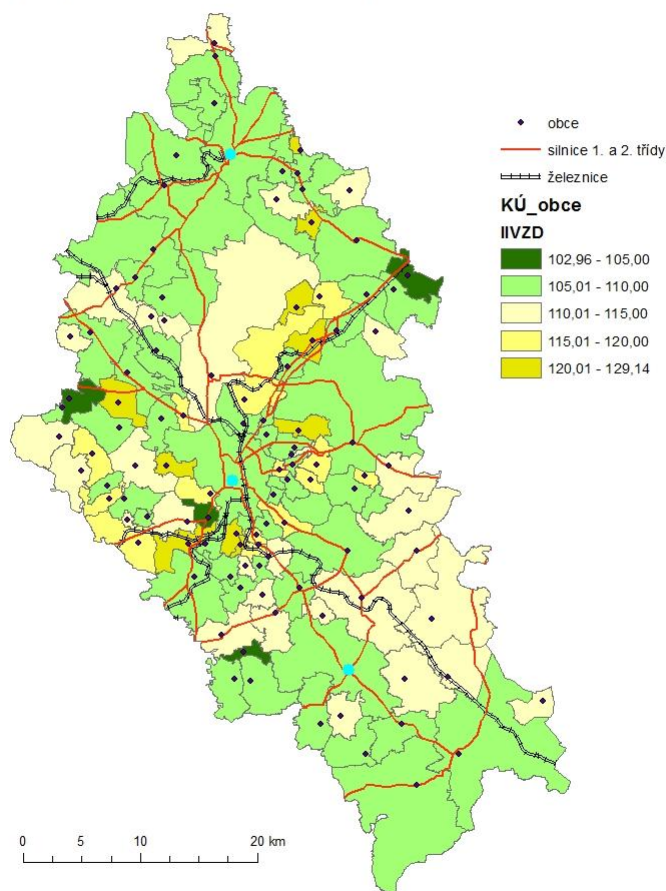 obce
silnice 1. a 2. třídy
železnice
KÚ_obce
IIVZD
102,96 - 105,00
105,01 - 110,00
110,01 - 115,00
115,01 - 120,00
120,01 - 129,14
0 5 10 20 km